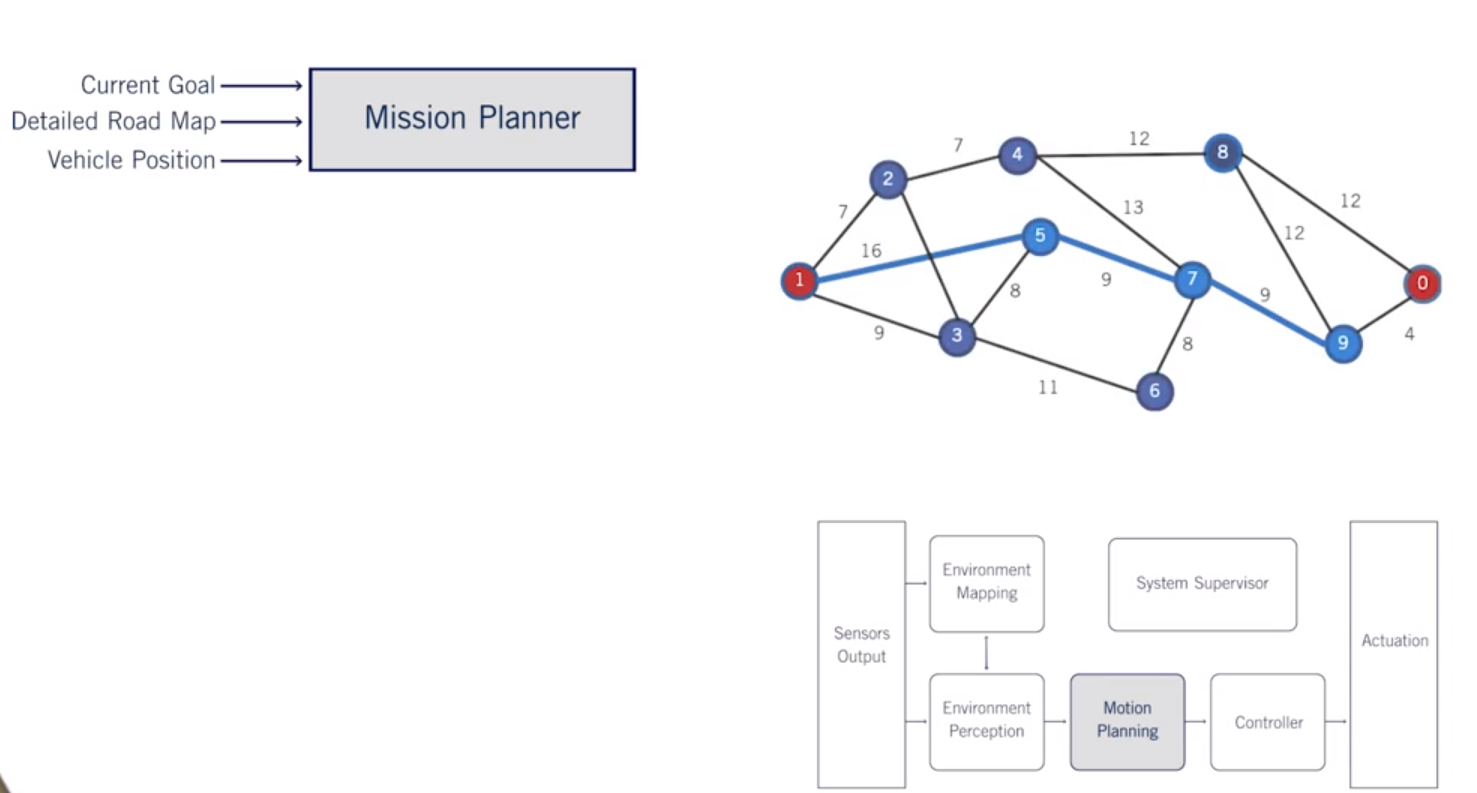 Current Goal
Detailed Road Map
Vehicle Position
Mission Planner
7
12
4
8
2
7
13
12
16
5
12
1
9
7
9
0
8
9
3
8
9
4
11
6
Environment
Mapping
System Supervisor
Sensors
Output
Actuation
Environment
Perception
Motion
Planning
Controller